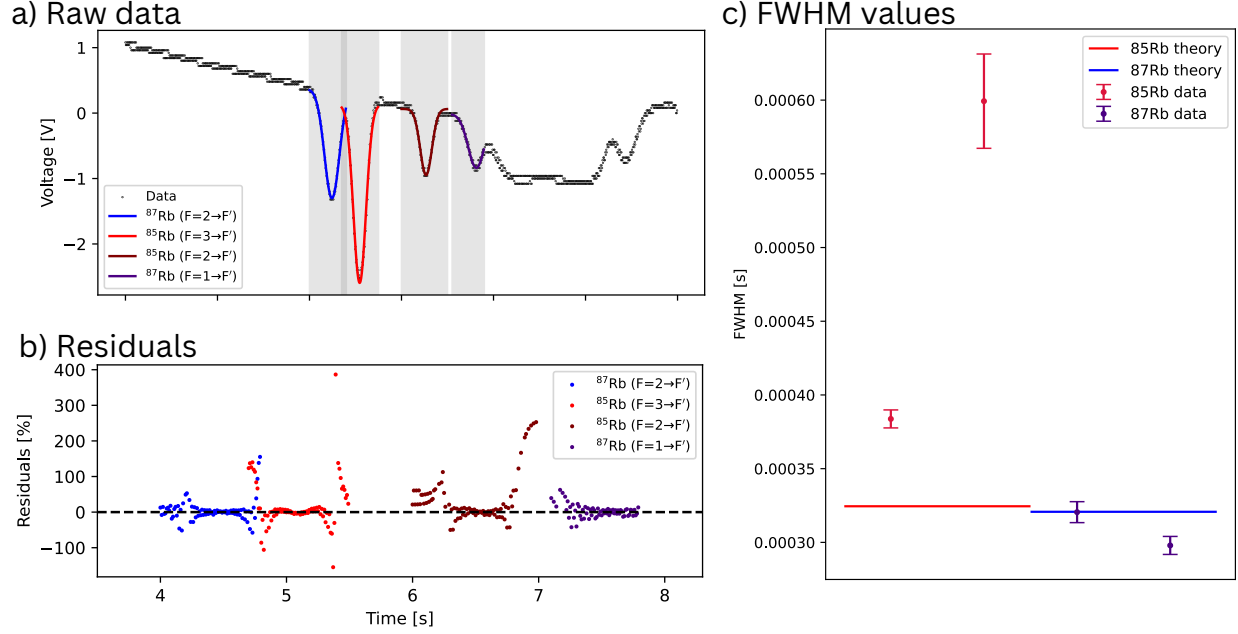 a) Raw data
1
0
−1
−2
Voltage [V]
Data
⁸⁷Rb (F=2→F′)
⁸⁵Rb (F=3→F′)
⁸⁵Rb (F=2→F′)
⁸⁷Rb (F=1→F′)
b) Residuals
400
300
200
100
0
−100
Residuals [%]
⁸⁷Rb (F=2→F′)
⁸⁵Rb (F=3→F′)
⁸⁵Rb (F=2→F′)
⁸⁷Rb (F=1→F′)
4 5 6 7 8
Time [s]
c) FWHM values
85Rb theory
87Rb theory
85Rb data
87Rb data
0.00060
0.00055
0.00050
0.00045
0.00040
0.00035
0.00030
FWHM [s]